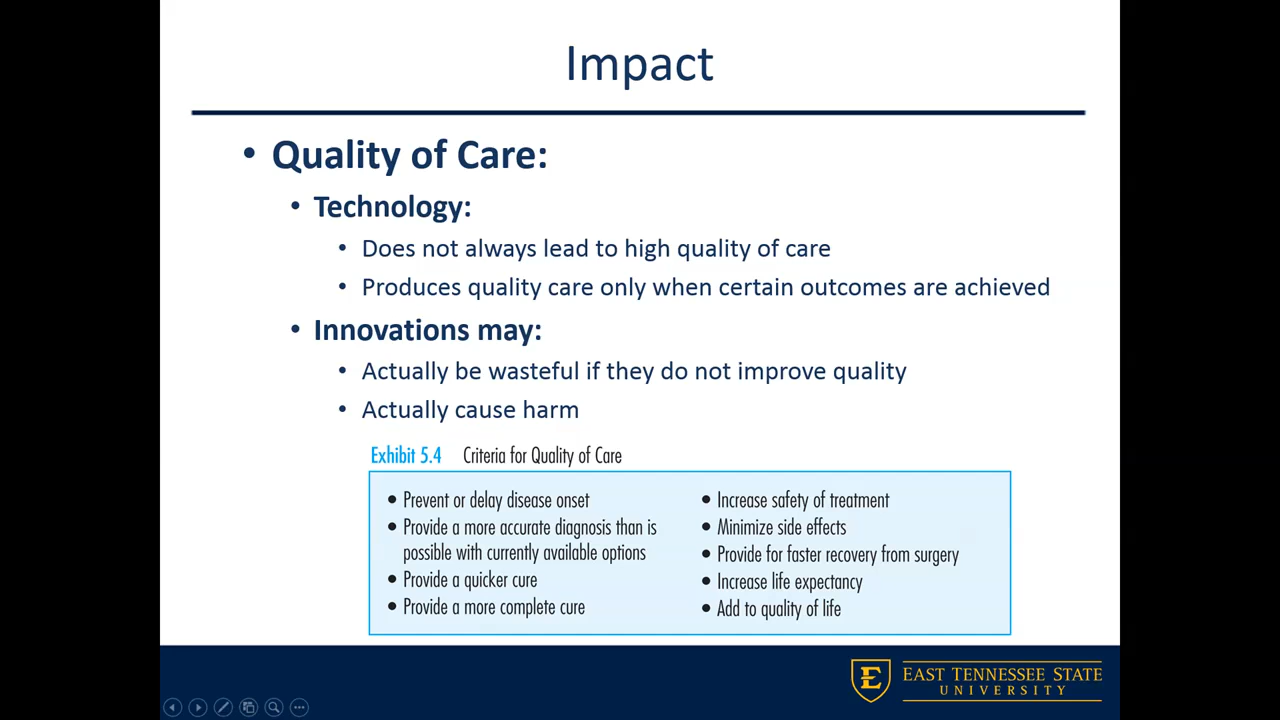 Impact
• Quality of Care:
• Technology:
• Does not always lead to high quality of care
• Produces quality care only when certain outcomes are achieved
• Innovations may:
• Actually be wasteful if they do not improve quality
• Actually cause harm
Exhibit 5.4 Criteria for Quality of Care
• Prevent or delay disease onset
• Provide a more accurate diagnosis than is
possible with currently available options
• Provide a quicker cure
• Provide a more complete cure
• Increase safety of treatment
• Minimize side effects
• Provide for faster recovery from surgery
• Increase life expectancy
• Add to quality of life
E
EAST TENNESSEE STATE
UNIVERSITY